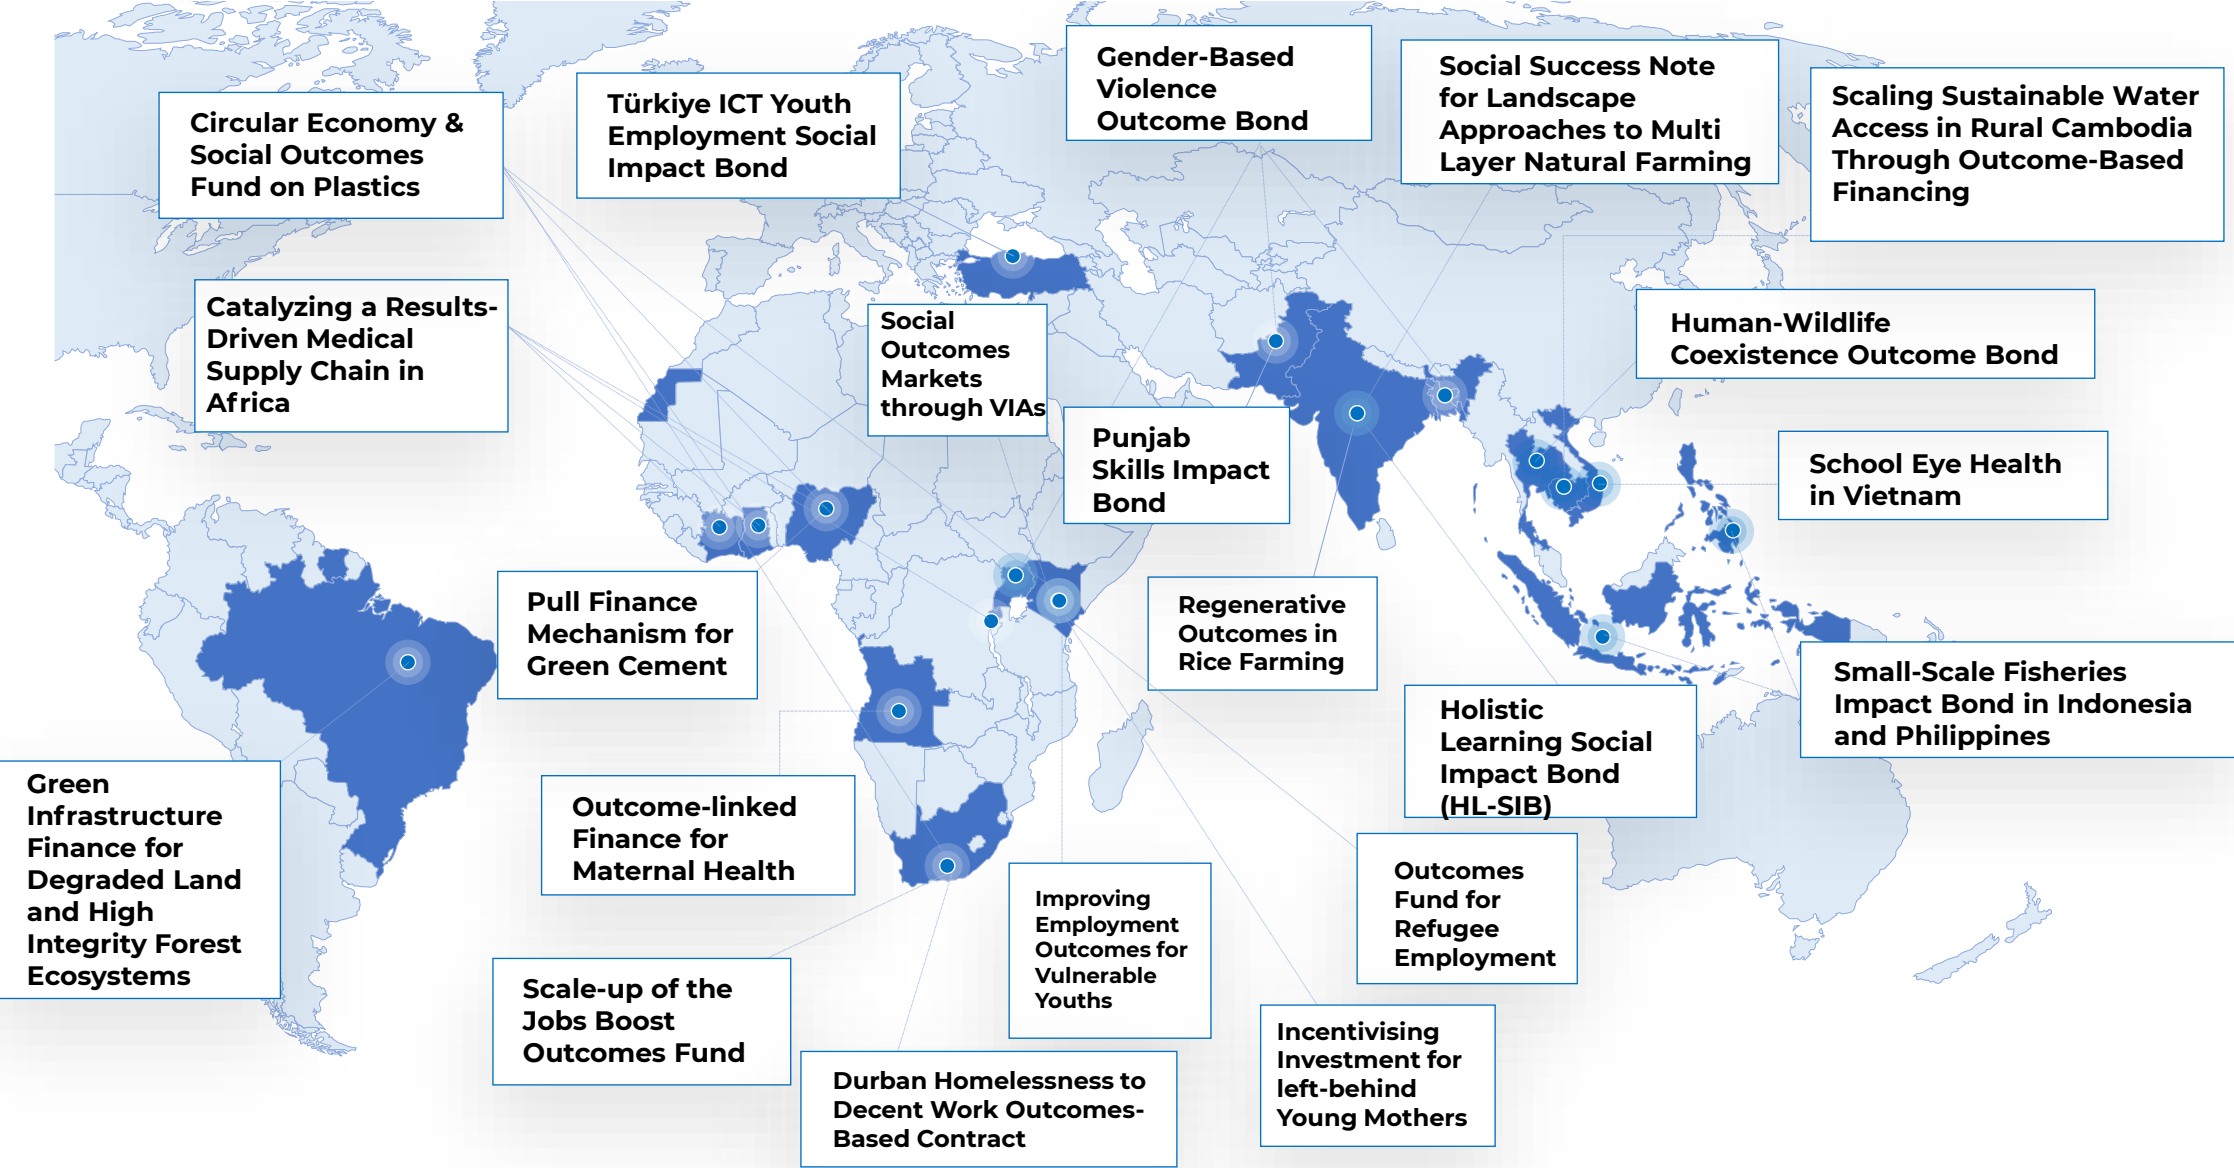 Gender-Based
Violence
Outcome Bond
Social Success Note
for Landscape
Approaches to Multi
Layer Natural Farming
Scaling Sustainable Water
Access in Rural Cambodia
Through Outcome-Based
Financing
Türkiye ICT Youth
Employment Social
Impact Bond
Circular Economy &
Social Outcomes
Fund on Plastics
Catalyzing a Results-
Driven Medical
Supply Chain in
Africa
Social
Outcomes
Markets
through VIAs
Human-Wildlife
Coexistence Outcome Bond
Punjab
Skills Impact
Bond
School Eye Health
in Vietnam
Pull Finance
Mechanism for
Green Cement
Regenerative
Outcomes in
Rice Farming
Small-Scale Fisheries
Impact Bond in Indonesia
and Philippines
Holistic
Learning Social
Impact Bond
(HL-SIB)
Green
Infrastructure
Finance for
Degraded Land
and High
Integrity Forest
Ecosystems
Outcome-linked
Finance for
Maternal Health
Outcomes
Fund for
Refugee
Employment
Improving
Employment
Outcomes for
Vulnerable
Youths
Scale-up of the
Jobs Boost
Outcomes Fund
Incentivising
Investment for
left-behind
Young Mothers
Durban Homelessness to
Decent Work Outcomes-
Based Contract